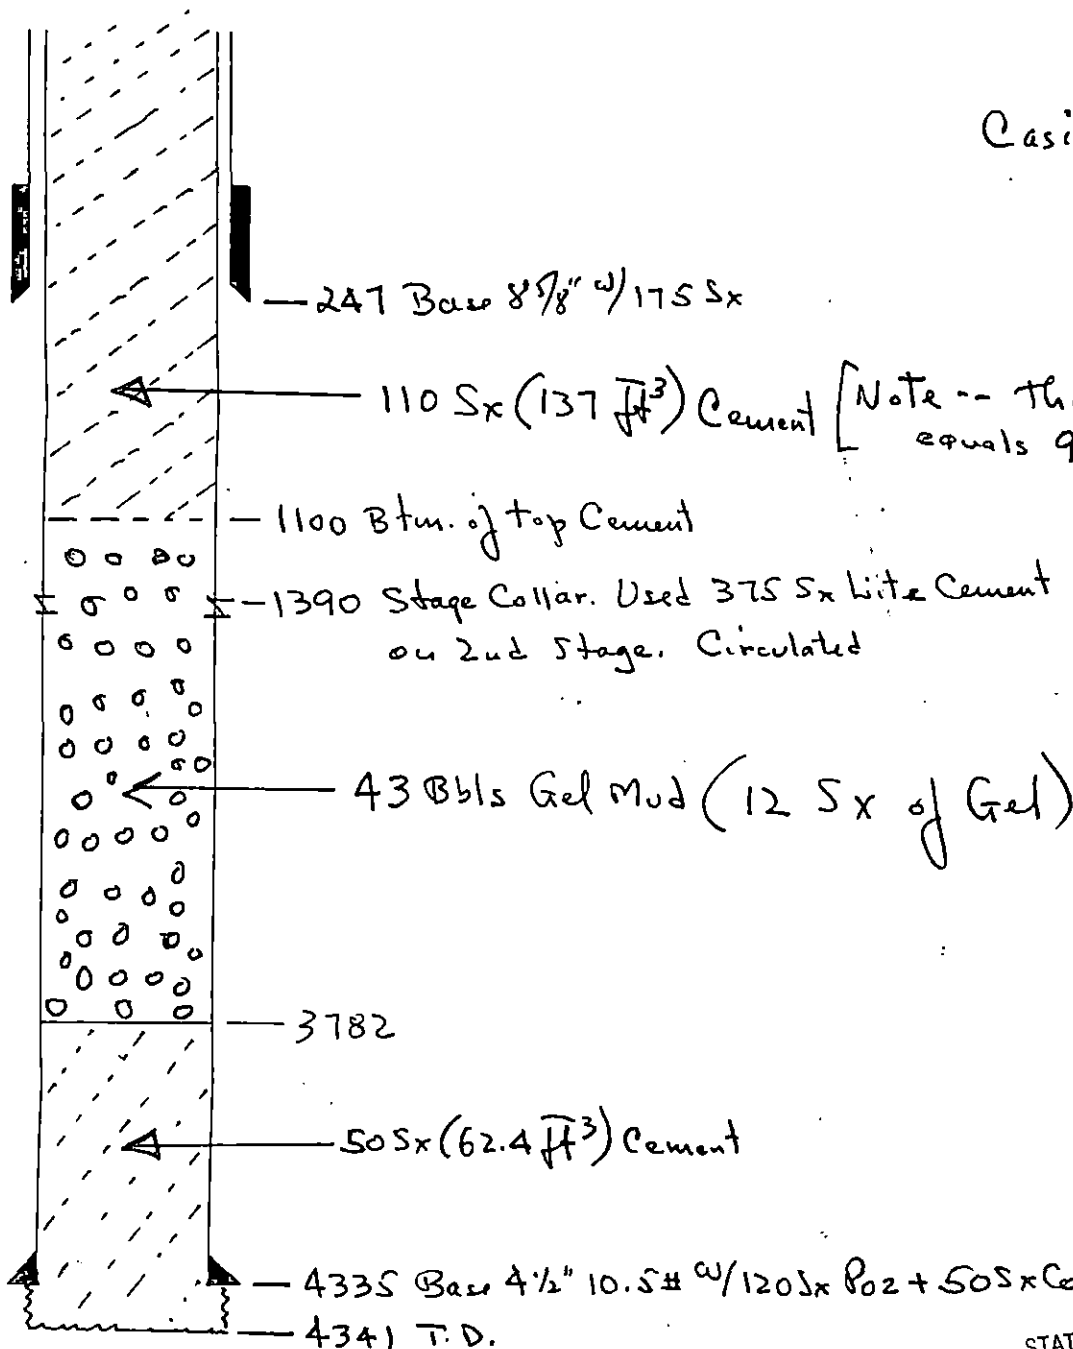 Casi
247 Base 8 5/8" w/175 Sx
110 Sx (137 ft³) Cement [Note -- Th
equals 9
1100 Btm. of top Cement
1390 Stage Collar. Used 375 Sx Lite Cement
on 2nd Stage. Circulated
43 Bbls Gel Mud (12 Sx of Gel)
3782
50 Sx (62.4 ft³) Cement
4335 Base 4 1/2" 10.5# w/120 Sx Poz + 50 Sx Ce
4341 T.D.
STAT